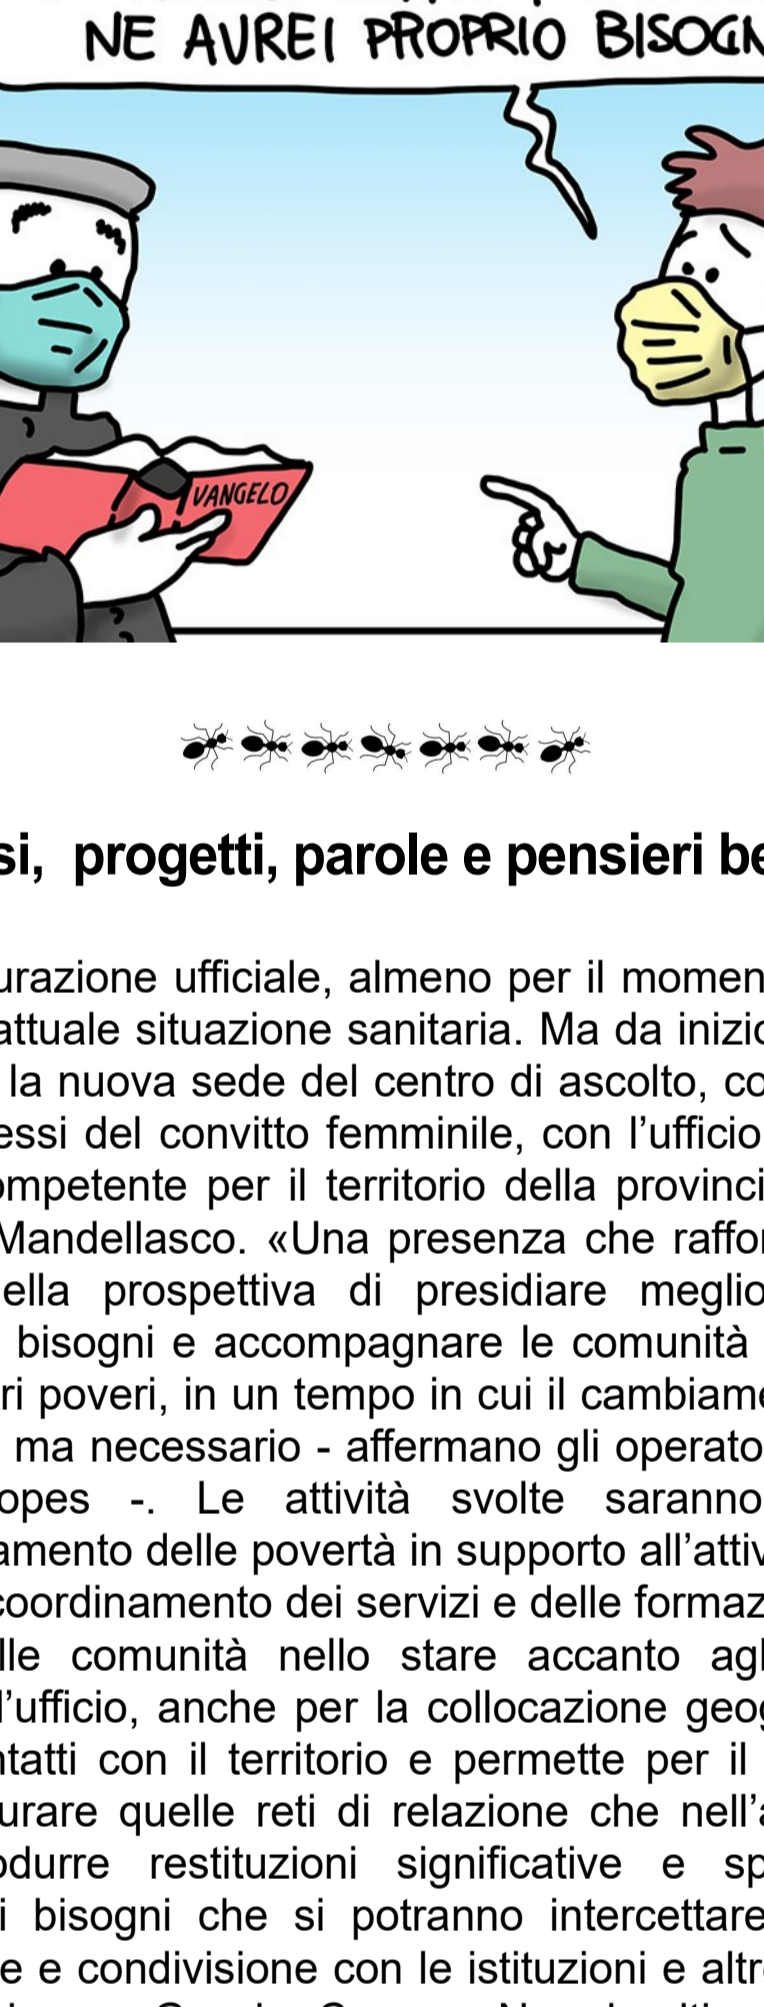 NE AVREI PROPRIO BISOGN
VANGELO
si, progetti, parole e pensieri be
urazione ufficiale, almeno per il momen
attuale situazione sanitaria. Ma da inizio
la nuova sede del centro di ascolto, co
essi del convitto femminile, con l’ufficio
ompetente per il territorio della provinci
Mandellasco. «Una presenza che raffor
ella prospettiva di presidiare meglio
bisogni e accompagnare le comunità
ri poveri, in un tempo in cui il cambiame
ma necessario - affermano gli operato
opes -. Le attività svolte saranno
amento delle povertà in supporto all’attiv
coordinamento dei servizi e delle formaz
lle comunità nello stare accanto agl
l’ufficio, anche per la collocazione geog
ntatti con il territorio e permette per il
urare quelle reti di relazione che nell’a
odurre restituzioni significative e sp
i bisogni che si potranno intercettare
e e condivisione con le istituzioni e altr